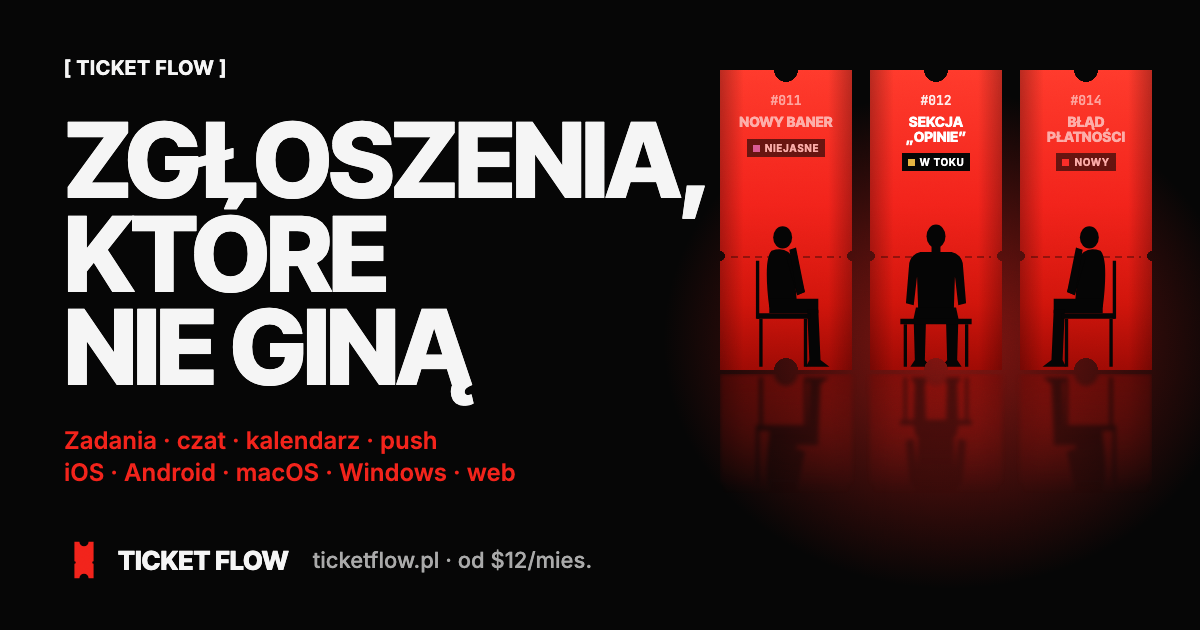 [ TICKET FLOW ]
ZGŁOSZENIA,
KTÓRE
NIE GINĄ
Zadania · czat · kalendarz · push
iOS · Android · macOS · Windows · web
TICKET FLOW ticketflow.pl · od $12/mies.
#011
NOWY BANER
NIEJASNE
#012
SEKCJA
„OPINIE”
W TOKU
#014
BŁĄD
PŁATNOŚCI
NOWY